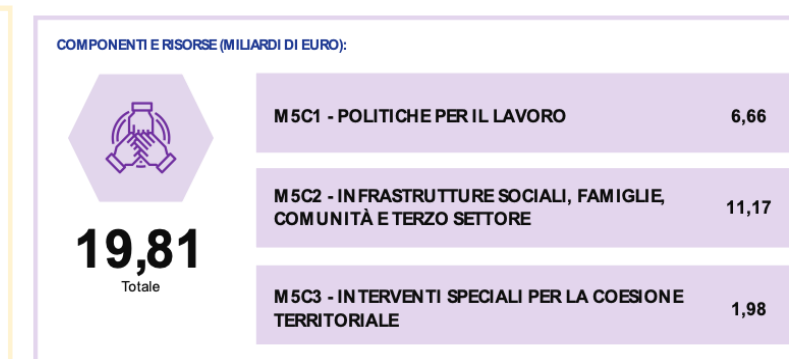 COMPONENTI E RISORSE (MILIARDI DI EURO):
M5C1 - POLITICHE PER IL LAVORO 6,66
M5C2 - INFRASTRUTTURE SOCIALI, FAMIGLIE,
COMUNITÀ E TERZO SETTORE 11,17
19,81
Totale
M5C3 - INTERVENTI SPECIALI PER LA COESIONE
TERRITORIALE 1,98